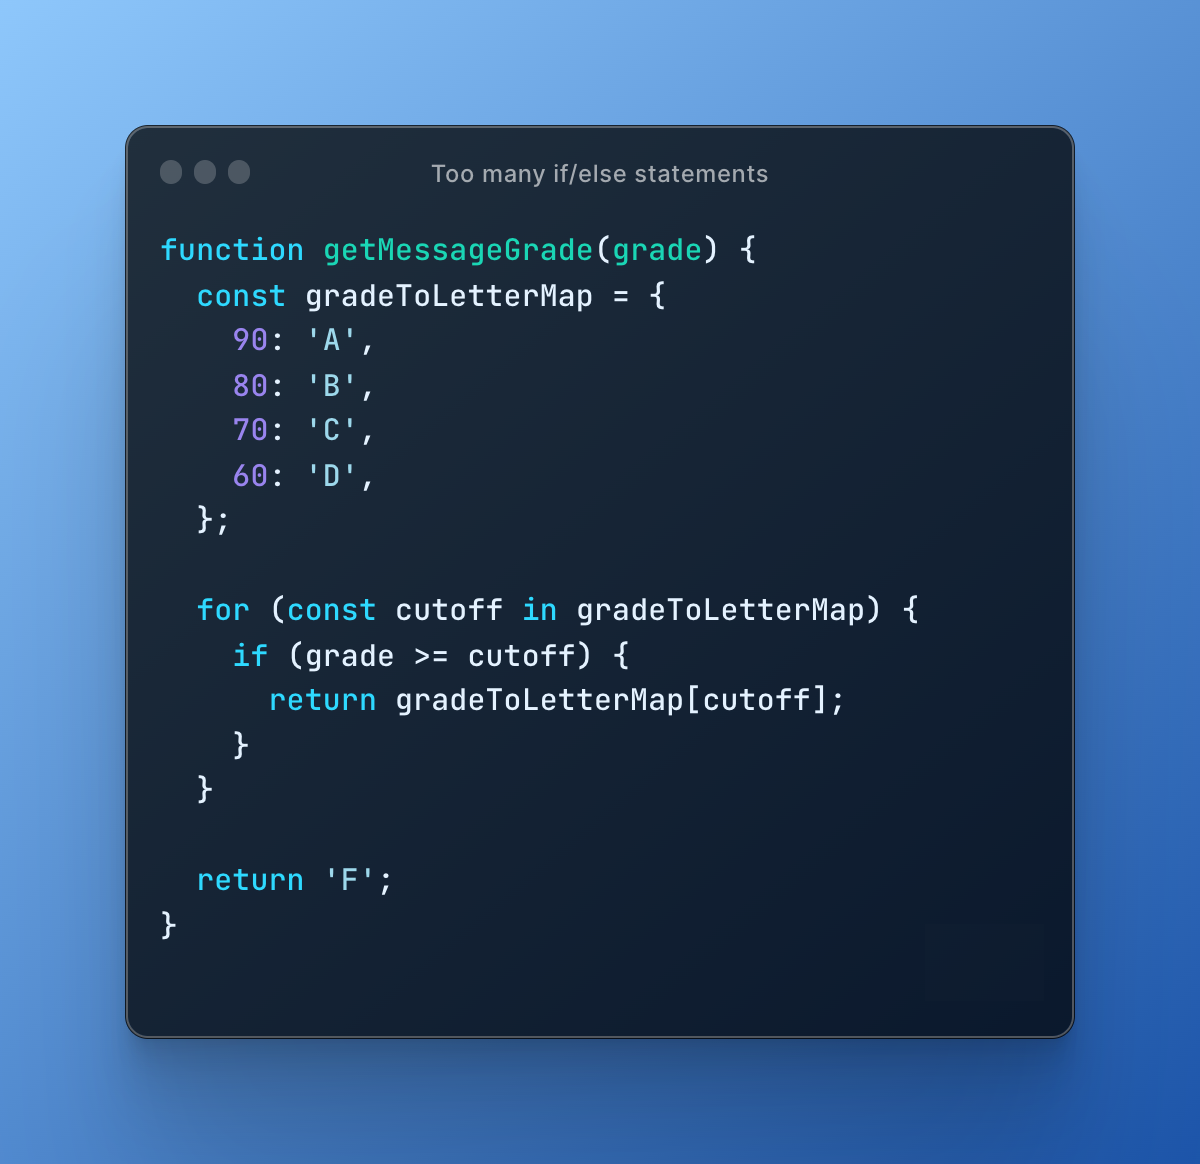 Too many if/else statements
function getMessageGrade(grade) {
  const gradeToLetterMap = {
    90: 'A',
    80: 'B',
    70: 'C',
    60: 'D',
  };
  for (const cutoff in gradeToLetterMap) {
    if (grade >= cutoff) {
      return gradeToLetterMap[cutoff];
    }
  }
  return 'F';
}